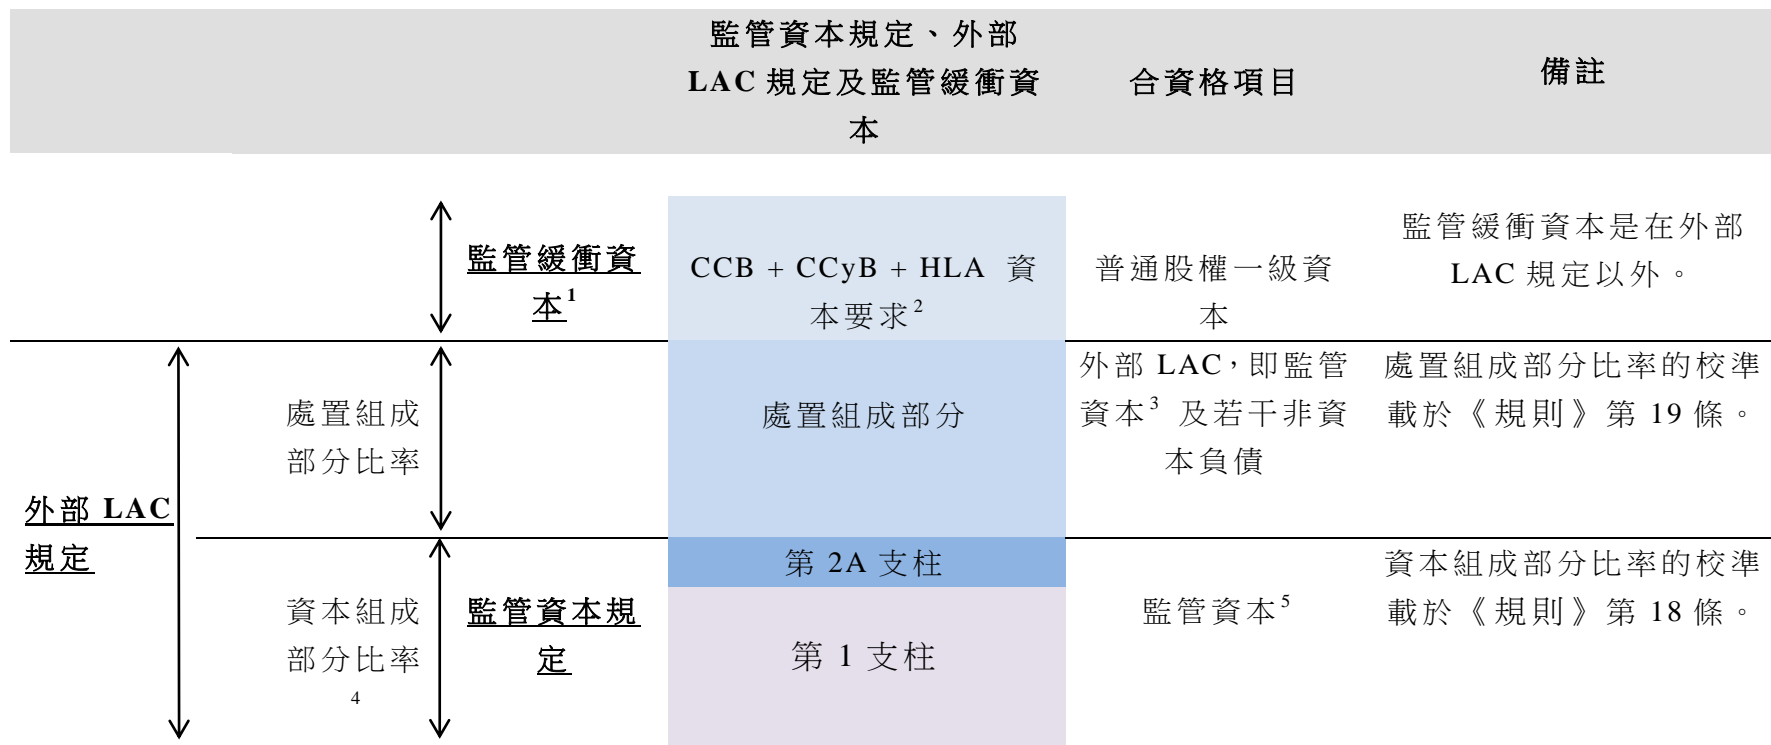 監管資本規定、外部
LAC 規定及監管緩衝資
本
合資格項目
備註
監管緩衝資
本1
CCB + CCyB + HLA 資
本要求2
普通股權一級資
本
監管緩衝資本是在外部
LAC 規定以外。
外部 LAC
規定
處置組成
部分比率
處置組成部分
外部 LAC，即監管
資本3 及若干非資
本負債
處置組成部分比率的校準
載於《規則》第 19 條。
資本組成
部分比率
4
監管資本規
定
第 2A 支柱
第 1 支柱
監管資本5
資本組成部分比率的校準
載於《規則》第 18 條。